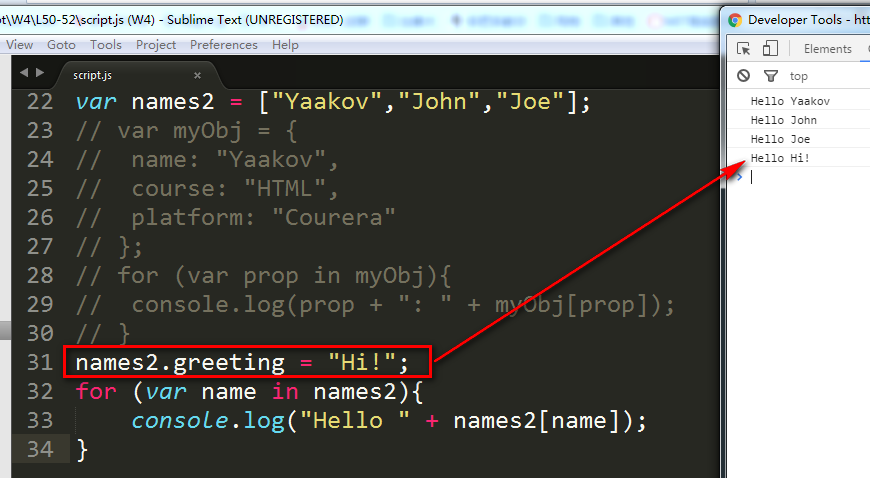 ot\W4\L50-52\script.js (W4) - Sublime Text (UNREGISTERED)
View Goto Tools Project Preferences Help
script.js ×
22 var names2 = ["Yaakov","John","Joe"];
23 // var myObj = {
24 //  name: "Yaakov",
25 //  course: "HTML",
26 //  platform: "Courera"
27 // };
28 // for (var prop in myObj){
29 //  console.log(prop + ": " + myObj[prop]);
30 // }
31 names2.greeting = "Hi!";
32 for (var name in names2){
33     console.log("Hello " + names2[name]);
34 }
Developer Tools - htt
Elements
top
Hello Yaakov
Hello John
Hello Joe
Hello Hi!
>